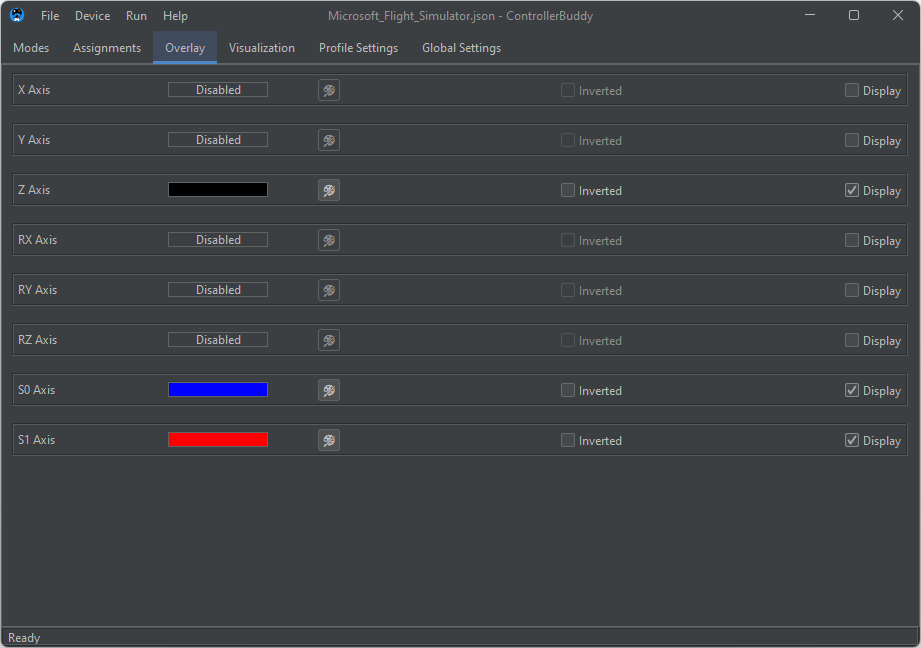 File Device Run Help Microsoft_Flight_Simulator.json - ControllerBuddy
Modes Assignments Overlay Visualization Profile Settings Global Settings
X Axis Disabled Inverted Display
Y Axis Disabled Inverted Display
Z Axis Inverted Display
RX Axis Disabled Inverted Display
RY Axis Disabled Inverted Display
RZ Axis Disabled Inverted Display
S0 Axis Inverted Display
S1 Axis Inverted Display
Ready